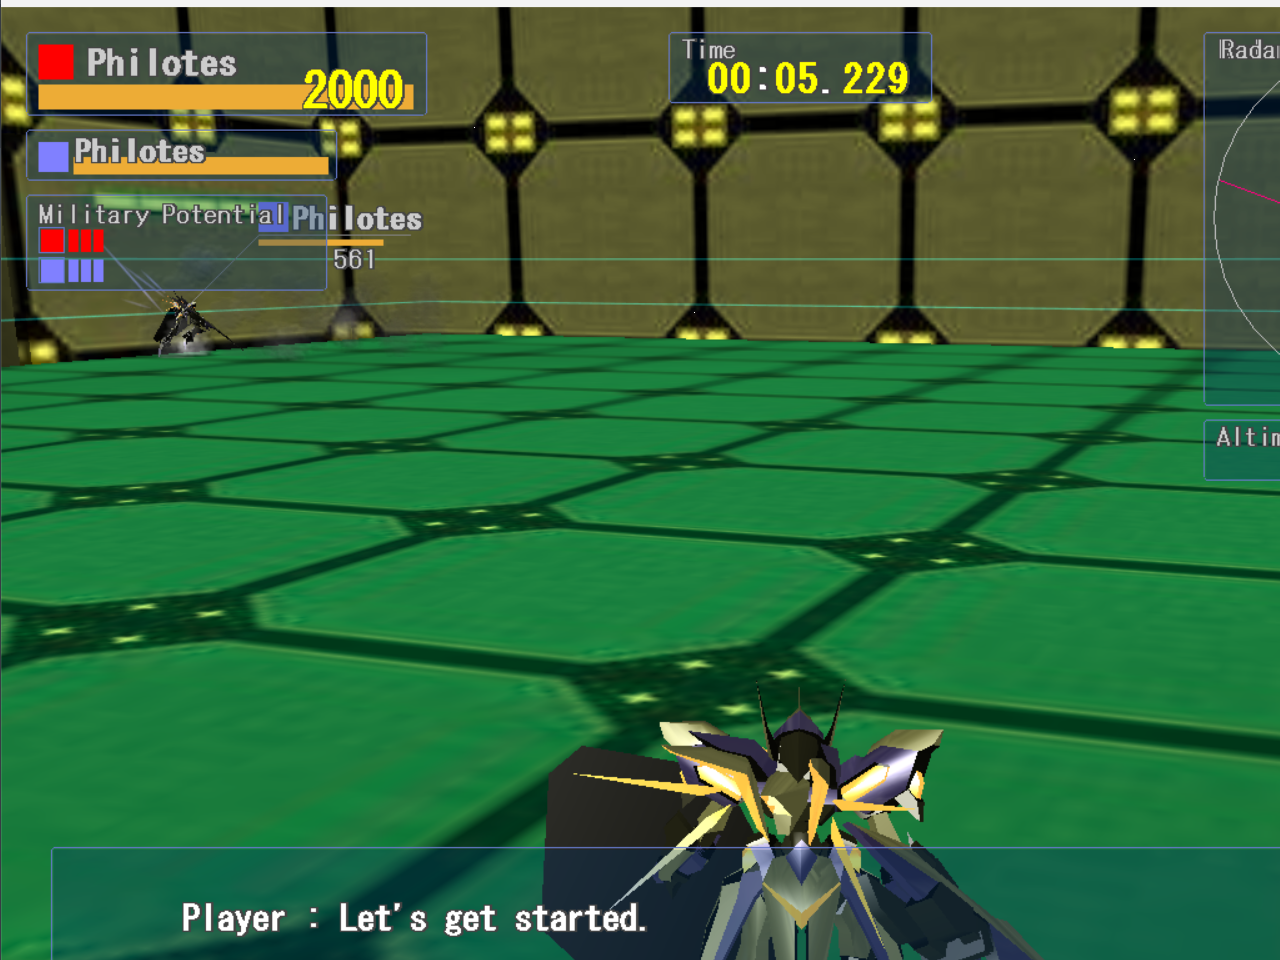 Philotes
2000
Time
00:05.229
Radar
Philotes
Military Potential
Philotes
561
Altim
Player : Let's get started.